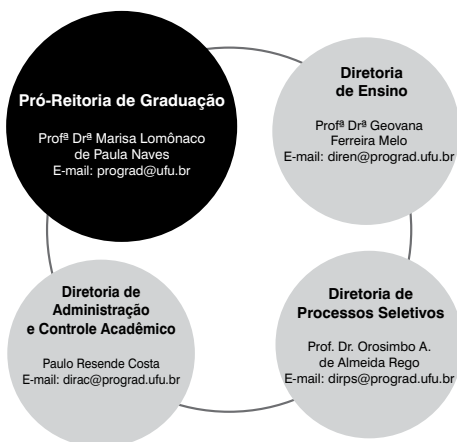 Pró-Reitoria de Graduação
Profª Drª Marisa Lomônaco
de Paula Naves
E-mail: prograd@ufu.br
Diretoria
de Ensino
Profª Drª Geovana
Ferreira Melo
E-mail: diren@prograd.ufu.br
Diretoria de
Administração
e Controle Acadêmico
Paulo Resende Costa
E-mail: dirac@prograd.ufu.br
Diretoria de
Processos Seletivos
Prof. Dr. Orosimbo A.
de Almeida Rego
E-mail: dirps@prograd.ufu.br